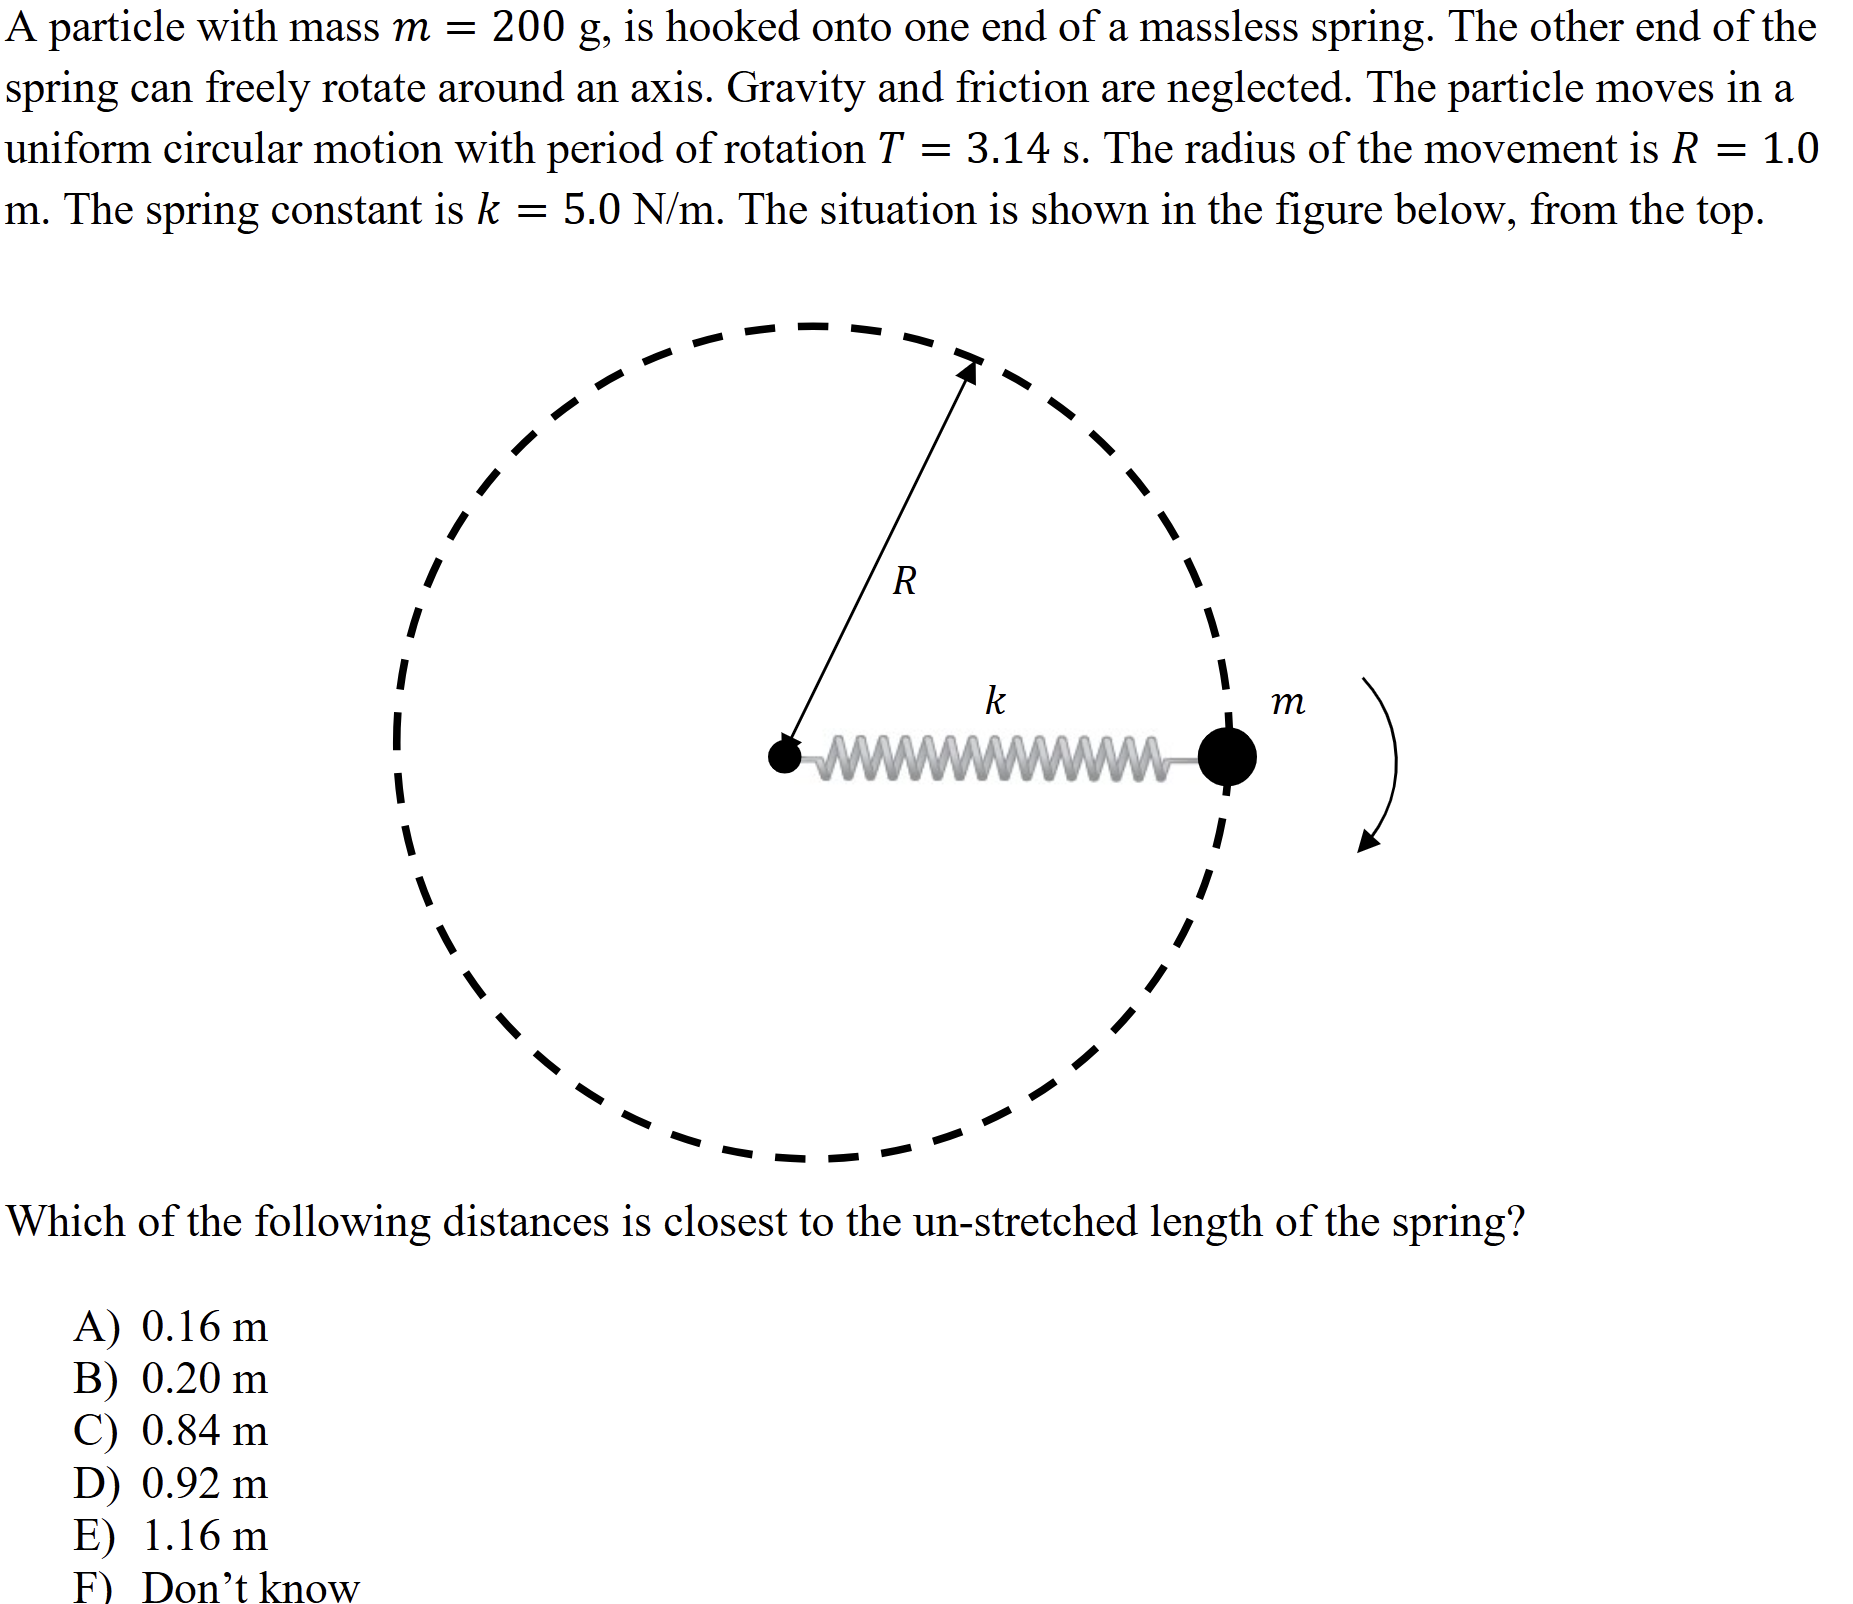 A particle with mass m = 200 g, is hooked onto one end of a massless spring. The other end of the
spring can freely rotate around an axis. Gravity and friction are neglected. The particle moves in a
uniform circular motion with period of rotation T = 3.14 s. The radius of the movement is R = 1.0
m. The spring constant is k = 5.0 N/m. The situation is shown in the figure below, from the top.
R
k
m
Which of the following distances is closest to the un-stretched length of the spring?
A) 0.16 m
B) 0.20 m
C) 0.84 m
D) 0.92 m
E) 1.16 m
F) Don’t know